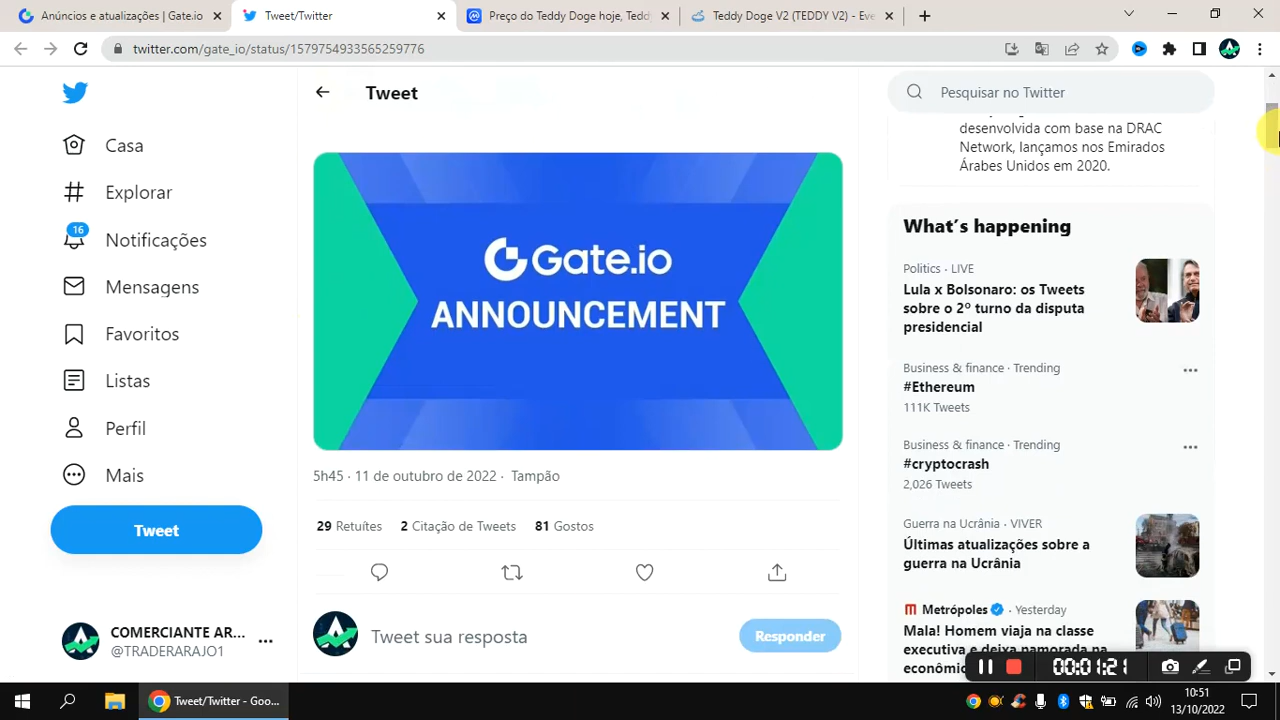 Anúncios e atualizações | Gate.io
Tweet/Twitter
Preço do Teddy Doge hoje, Tedd
Teddy Doge V2 (TEDDY V2) - Eve
twitter.com/gate_io/status/1579754933565259776
Tweet
Pesquisar no Twitter
desenvolvida com base na DRAC
Network, lançamos nos Emirados
Árabes Unidos em 2020.
Casa
Explorar
16
Notificações
Mensagens
Favoritos
Listas
Perfil
Mais
Tweet
COMERCIANTE AR...
@TRADERARAJO1
Gate.io
ANNOUNCEMENT
5h45 · 11 de outubro de 2022 · Tampão
29 Retuítes 2 Citação de Tweets 81 Gostos
Tweet sua resposta
Responder
What's happening
Politics · LIVE
Lula x Bolsonaro: os Tweets
sobre o 2º turno da disputa
presidencial
Business & finance · Trending
#Ethereum
111K Tweets
Business & finance · Trending
#cryptocrash
2,026 Tweets
Guerra na Ucrânia · VIVER
Últimas atualizações sobre a
guerra na Ucrânia
Metrópoles · Yesterday
Mala! Homem viaja na classe
executiva e deixa namorada na
econômic
00:01:21
Tweet/Twitter - Goo...
10:51
13/10/2022